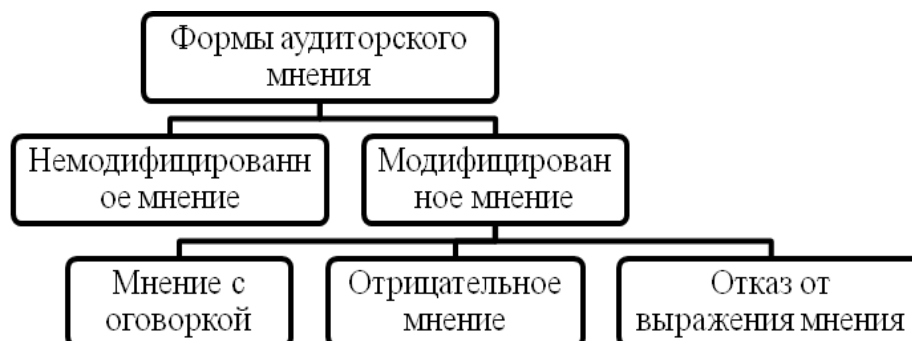 Формы аудиторского
мнения
Немодифицированн
ое мнение
Модифицирован
ное мнение
Мнение с
оговоркой
Отрицательное
мнение
Отказ от
выражения мнения